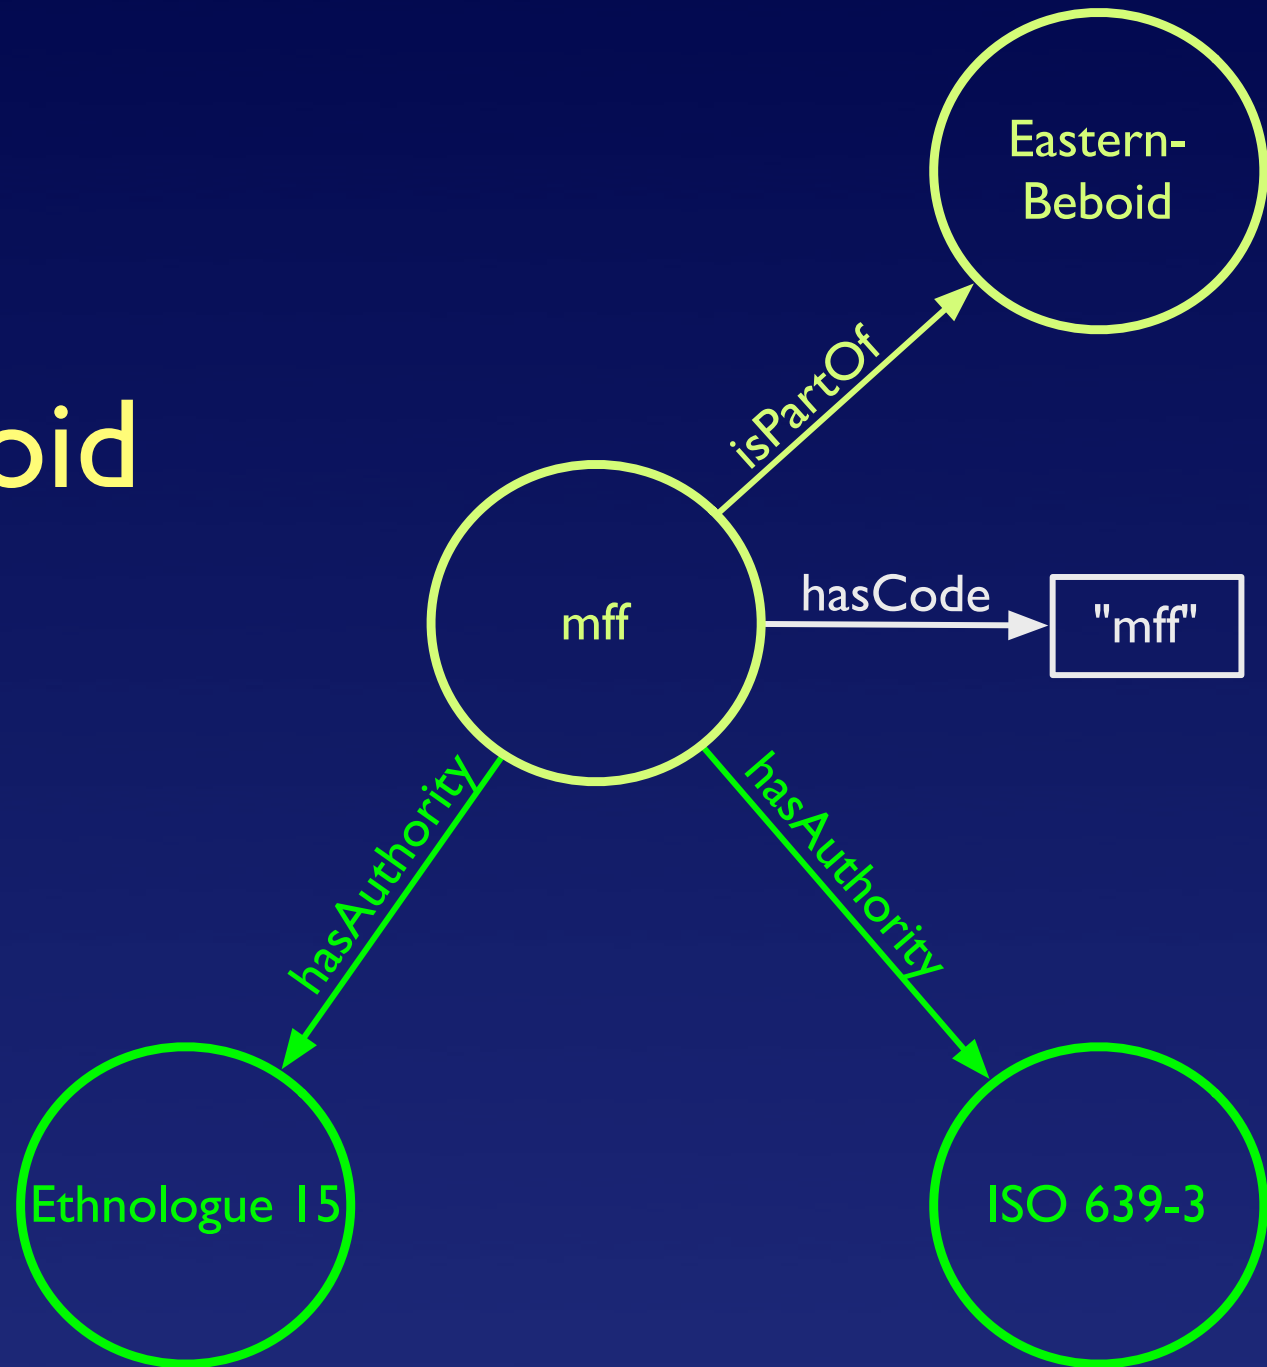 Eastern-
Beboid
isPartOf
oid
hasCode
mff
"mff"
hasAuthority
hasAuthority
Ethnologue 15
ISO 639-3